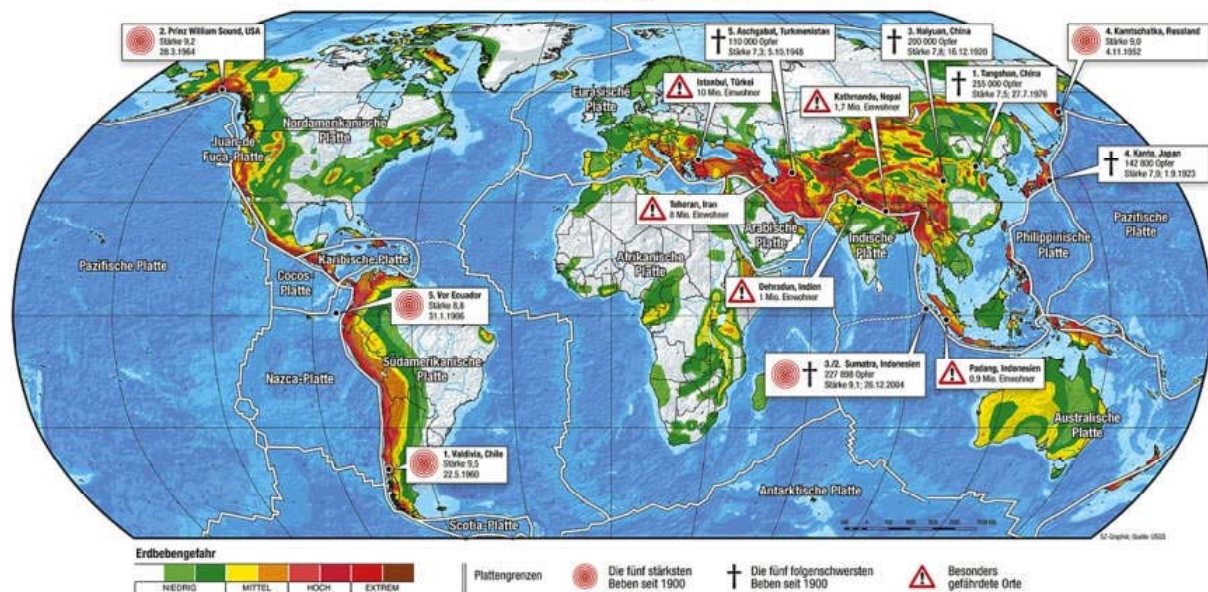 2. Prinz William Sound, USA
Stärke 9,2
28.3.1964
5. Aschgabat, Turkmenistan
110 000 Opfer
Stärke 7,3; 5.10.1948
3. Haiyuan, China
200 000 Opfer
Stärke 7,8; 16.12.1920
4. Kamtschatka, Russland
Stärke 9,0
4.11.1952
Istanbul, Türkei
10 Mio. Einwohner
Kathmandu, Nepal
1,7 Mio. Einwohner
1. Tangshan, China
255 000 Opfer
Stärke 7,5; 27.7.1976
4. Kanto, Japan
142 800 Opfer
Stärke 7,9; 1.9.1923
Eurasische
Platte
Nordamerikanische
Platte
Juan-de
Fuca-Platte
Teheran, Iran
8 Mio. Einwohner
Arabische
Platte
Indische
Platte
Philippinische
Platte
Pazifische
Platte
Pazifische Platte
Cocos-
Platte
Karibische Platte
Afrikanische
Platte
Dehradun, Indien
1 Mio. Einwohner
5. Vor Ecuador
Stärke 8,8
31.1.1906
Südamerikanische
Platte
Nazca-Platte
3./2. Sumatra, Indonesien
227 898 Opfer
Stärke 9,1; 26.12.2004
Padang, Indonesien
0,9 Mio. Einwohner
Australische
Platte
1. Valdivia, Chile
Stärke 9,5
22.5.1960
Antarktische Platte
Scotia-Platte
SZ-Graphik; Quelle: USGS
Erdbebengefahr
NIEDRIG MITTEL HOCH EXTREM
Plattengrenzen
Die fünf stärksten
Beben seit 1900
Die fünf folgenschwersten
Beben seit 1900
Besonders
gefährdete Orte